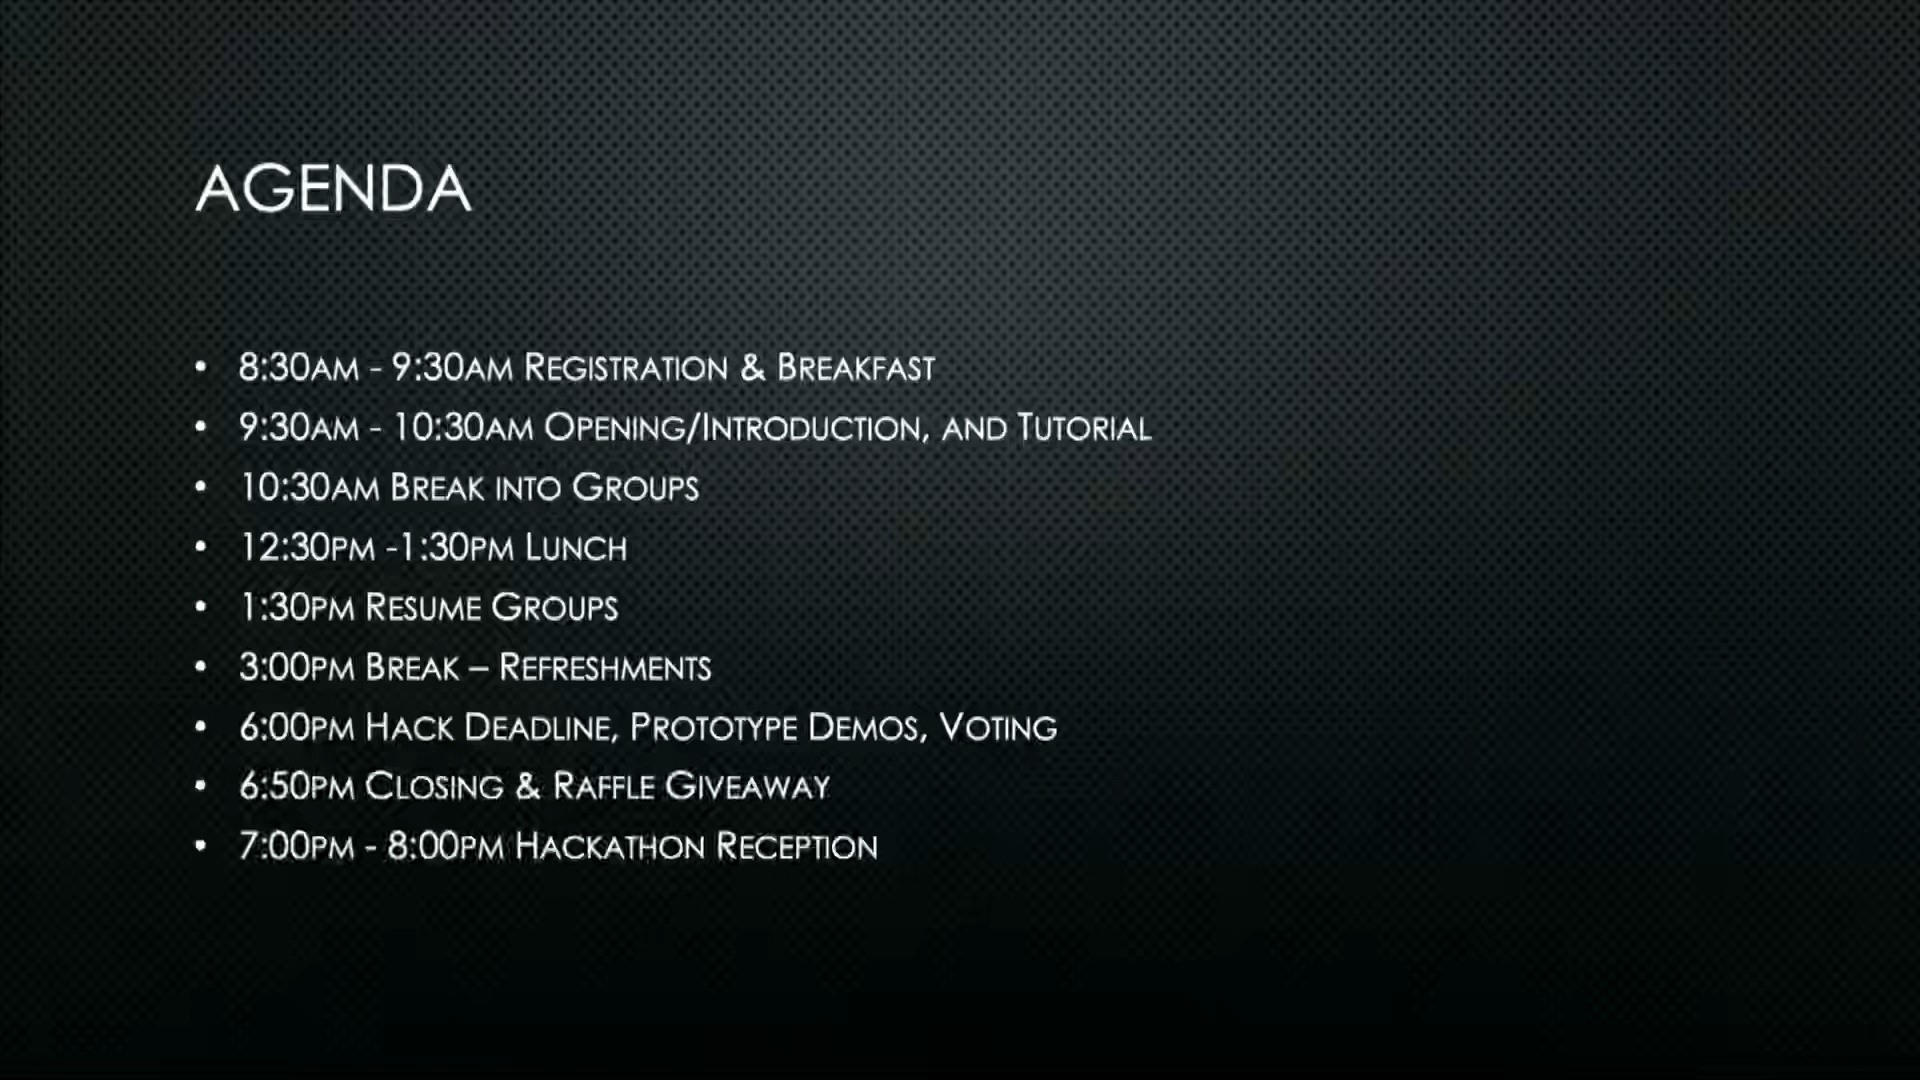 AGENDA
• 8:30AM - 9:30AM REGISTRATION & BREAKFAST
• 9:30AM - 10:30AM OPENING/INTRODUCTION, AND TUTORIAL
• 10:30AM BREAK INTO GROUPS
• 12:30PM -1:30PM LUNCH
• 1:30PM RESUME GROUPS
• 3:00PM BREAK – REFRESHMENTS
• 6:00PM HACK DEADLINE, PROTOTYPE DEMOS, VOTING
• 6:50PM CLOSING & RAFFLE GIVEAWAY
• 7:00PM - 8:00PM HACKATHON RECEPTION